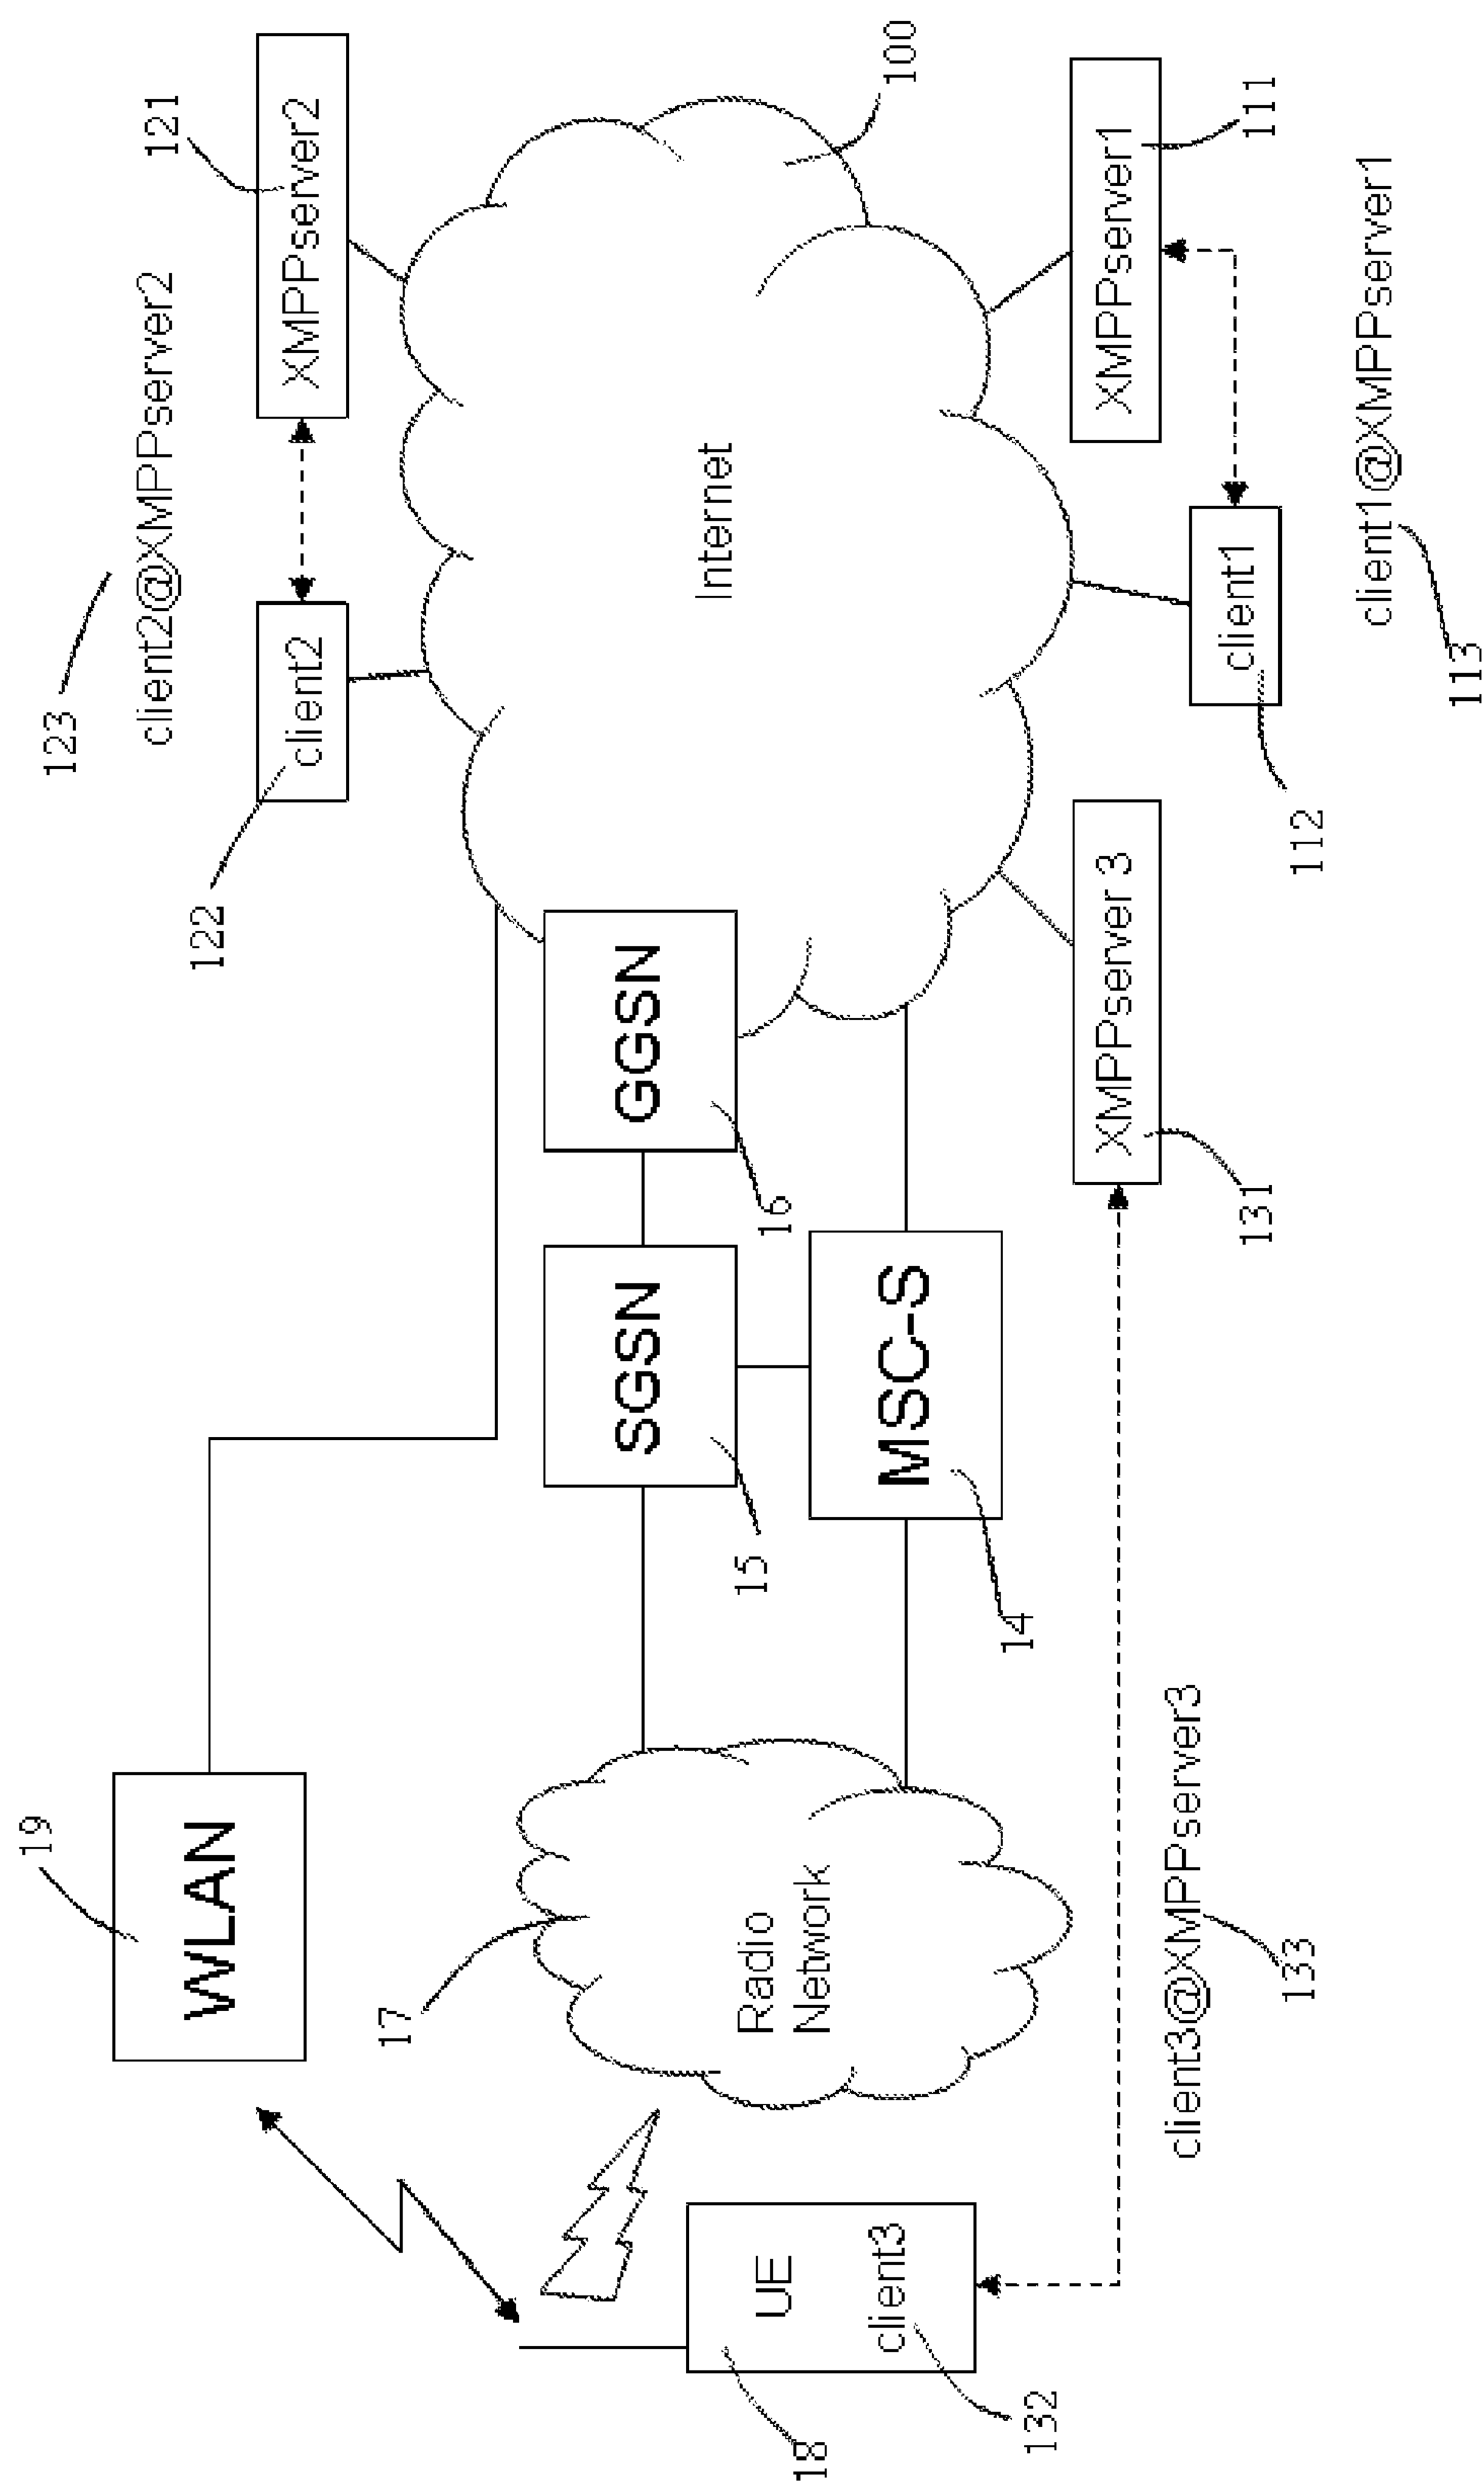 19
WLAN
123
client2@XMPPserver2
121
122
client2
XMPPserver2
17
Radio
Network
SGSN
15
GGSN
16
Internet
100
18
UE
client3
132
MSC-S
14
client3@XMPPserver3
133
XMPPserver 3
131
XMPPserver1
111
client1
112
client1@XMPPserver1
113